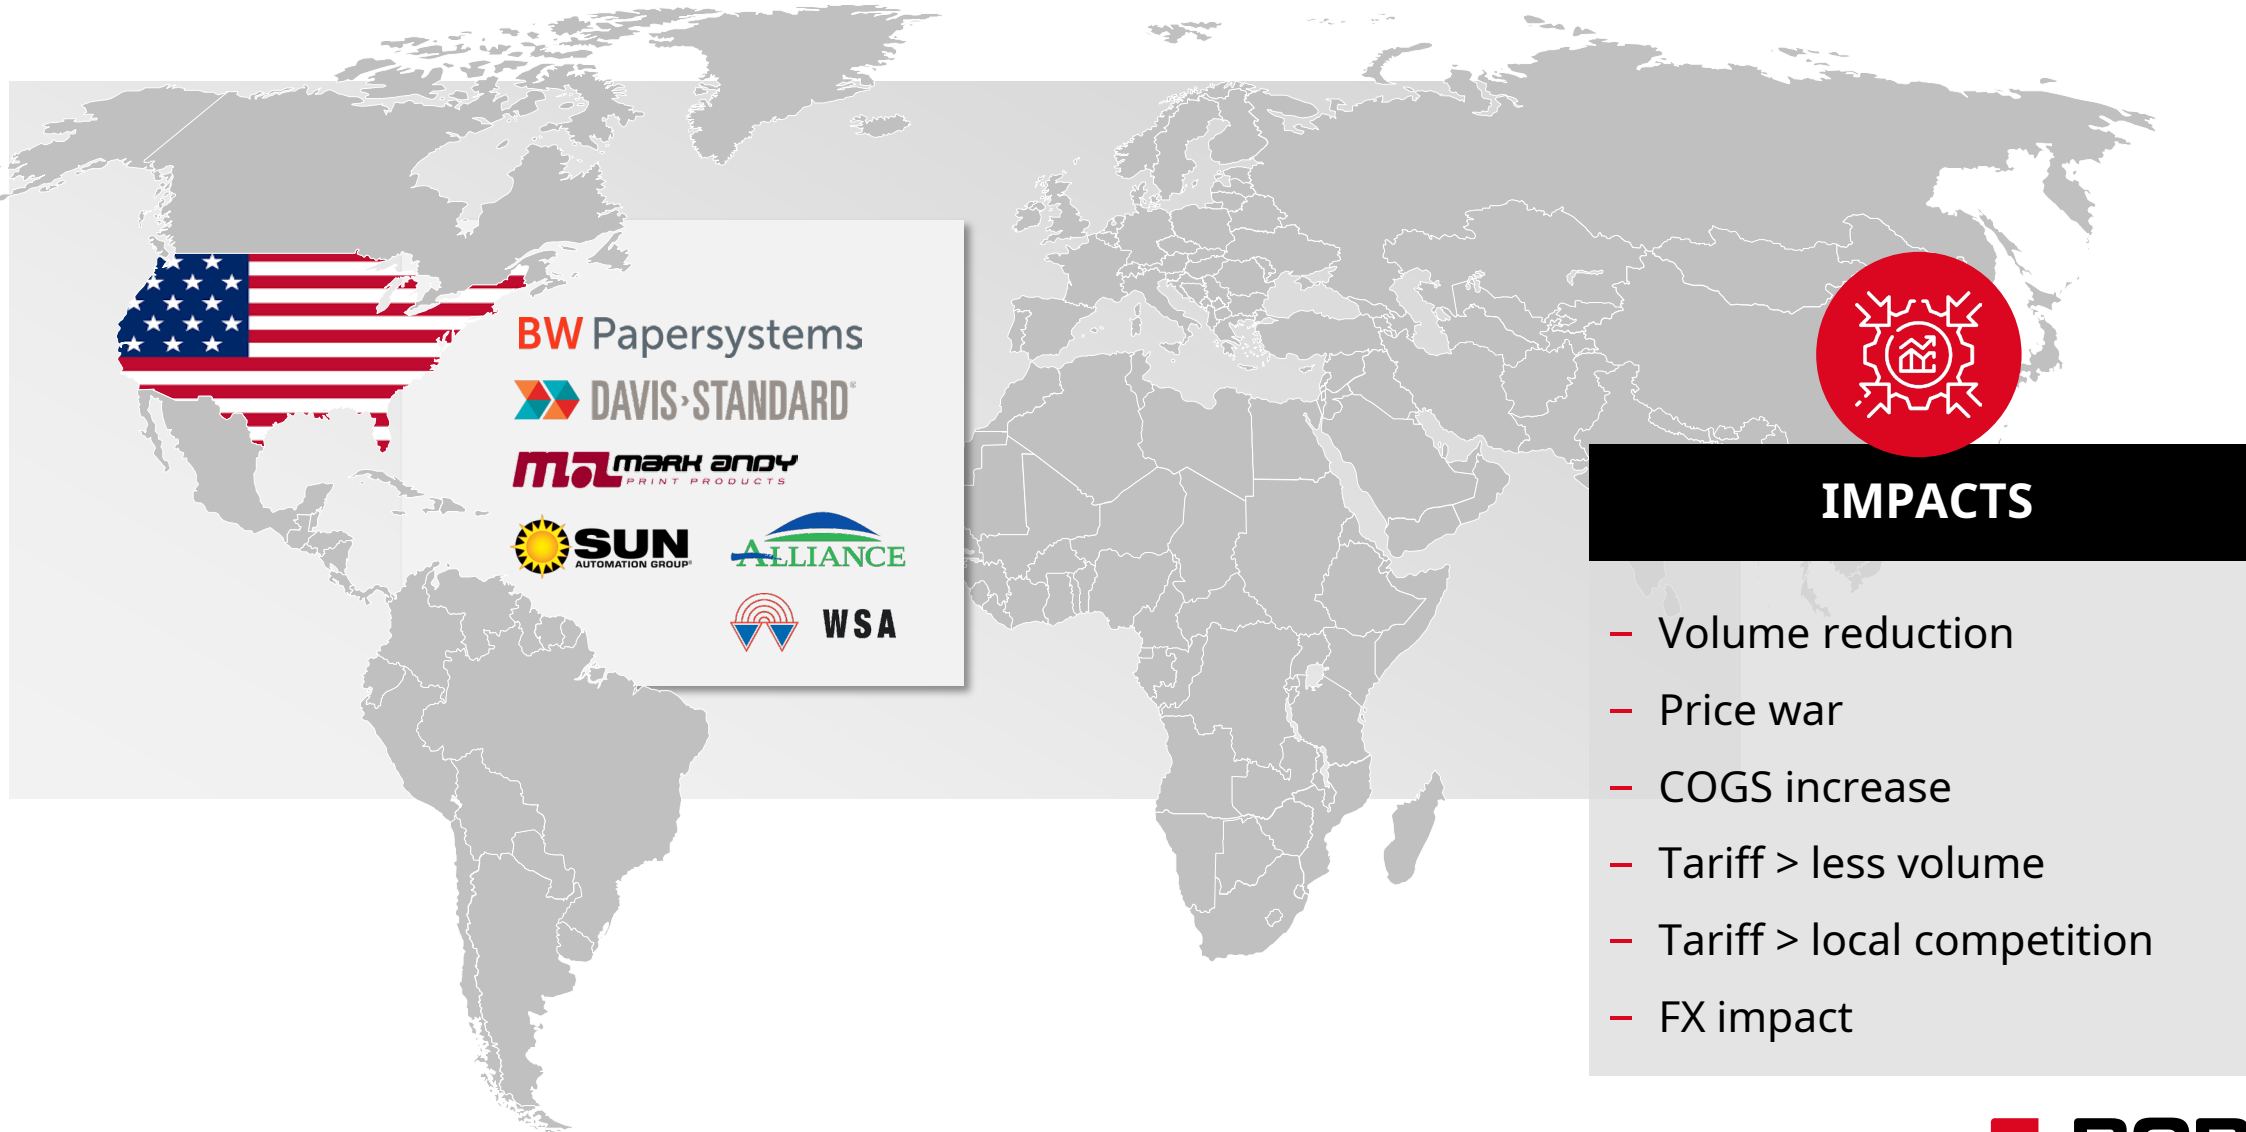 BW Papersystems
DAVIS›STANDARD®
MARK ANDY
PRINT PRODUCTS
SUN
AUTOMATION GROUP®
ALLIANCE
WSA
IMPACTS
– Volume reduction
– Price war
– COGS increase
– Tariff > less volume
– Tariff > local competition
– FX impact